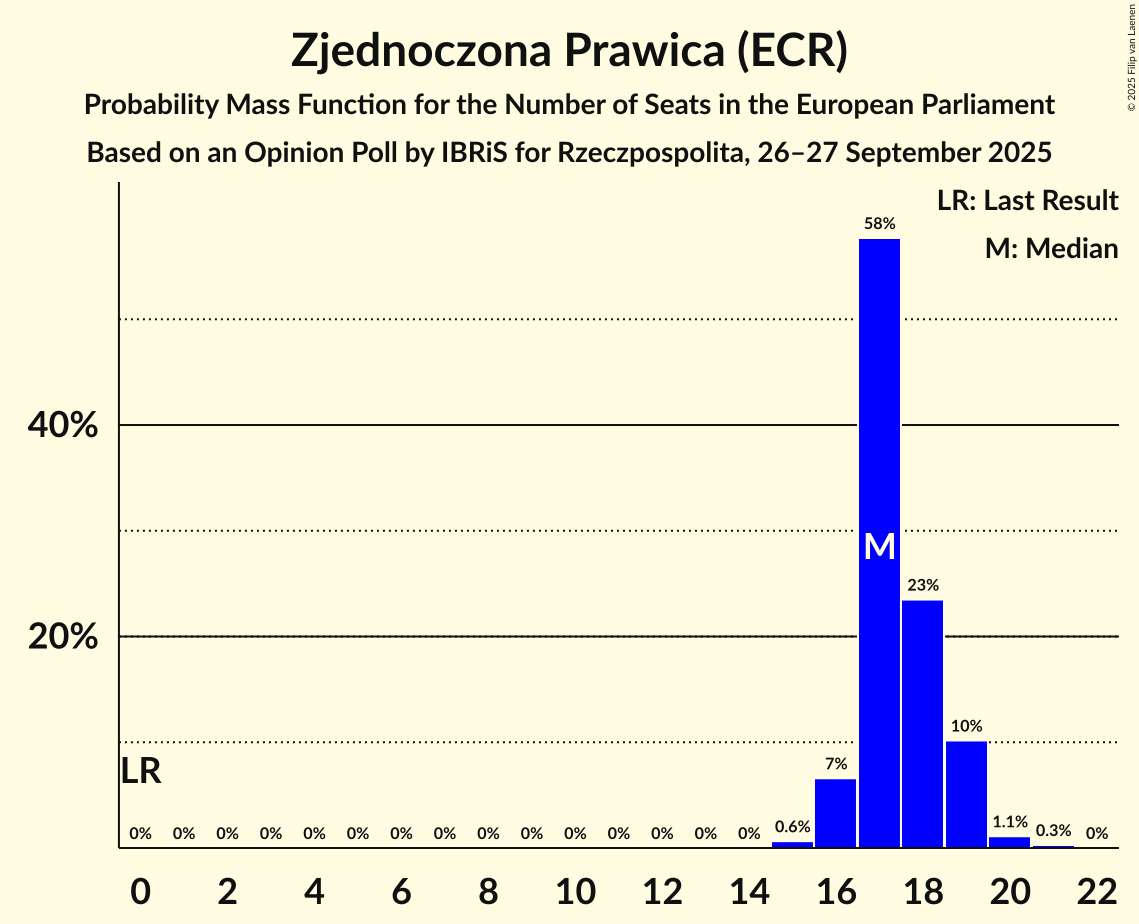 Zjednoczona Prawica (ECR)
Probability Mass Function for the Number of Seats in the European Parliament
Based on an Opinion Poll by IBRiS for Rzeczpospolita, 26–27 September 2025
© 2025 Filip van Laenen
LR: Last Result
M: Median
58%
40%
M
23%
20%
10%
7%
LR
0% 0% 0% 0% 0% 0% 0% 0% 0% 0% 0% 0% 0% 0% 0% 0.6% 1.1% 0.3% 0%
0 2 4 6 8 10 12 14 16 18 20 22